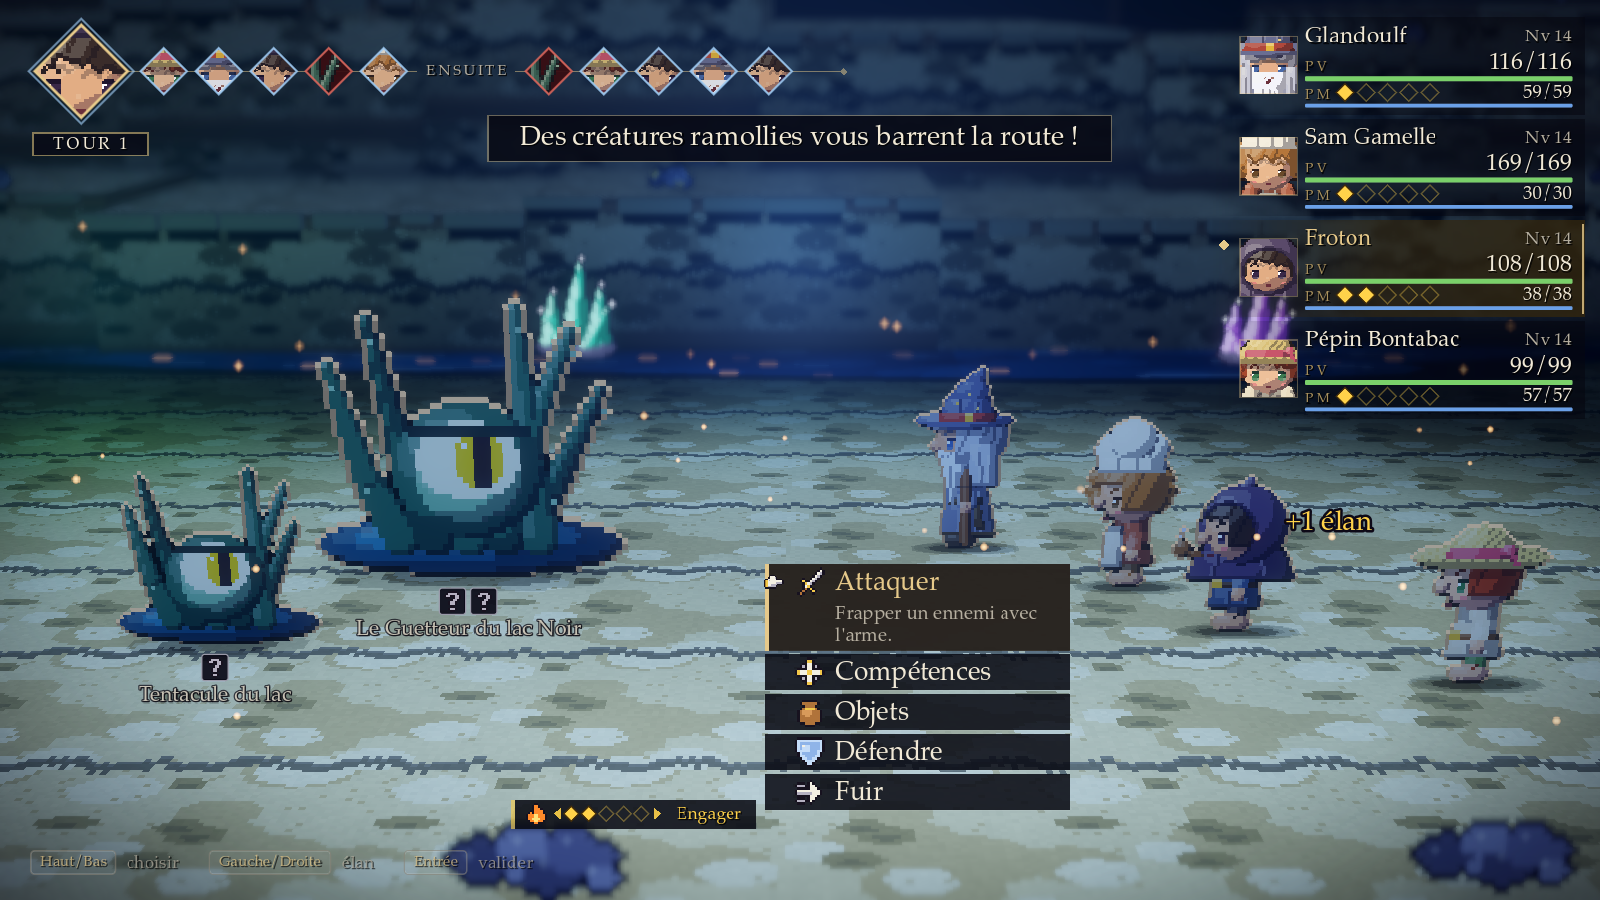 ENSUITE
TOUR 1
Des créatures ramollies vous barrent la route !
Glandoulf Nv 14
PV 116/116
PM 59/59
Sam Gamelle Nv 14
PV 169/169
PM 30/30
Froton Nv 14
PV 108/108
PM 38/38
Pépin Bontabac Nv 14
PV 99/99
PM 57/57
+1 élan
? ?
Le Guetteur du lac Noir
?
Tentacule du lac
Attaquer
Frapper un ennemi avec
l'arme.
Compétences
Objets
Défendre
Fuir
Engager
Haut/Bas choisir Gauche/Droite élan Entrée valider